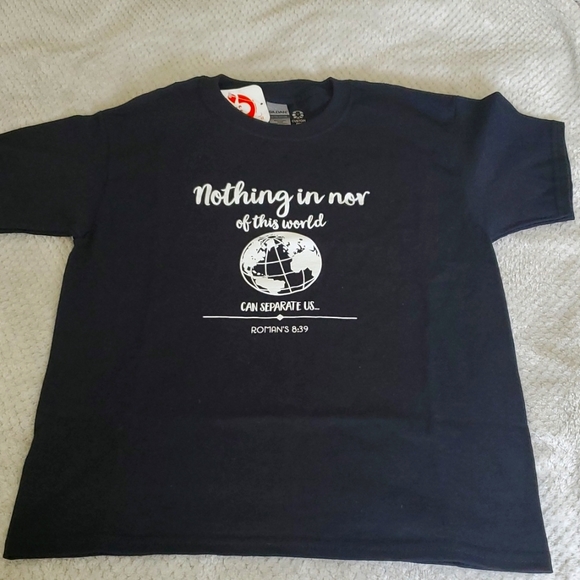 Nothing in nor
of this world
CAN SEPARATE US...
ROMAN'S 8:39